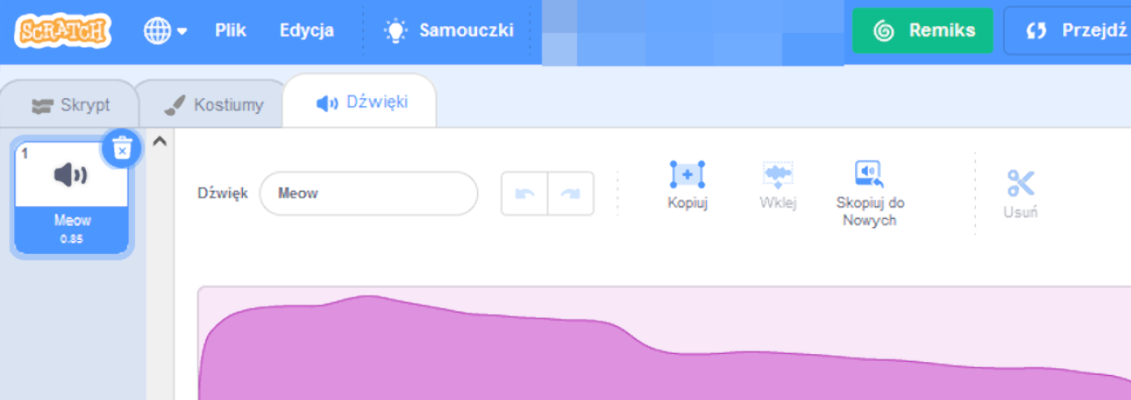 SCRATCH
Plik
Edycja
Samouczki
Remiks
Przejdź
Skrypt
Kostiumy
Dźwięki
1
Meow
0.85
Dźwięk
Meow
Kopiuj
Wklej
Skopiuj do
Nowych
Usuń